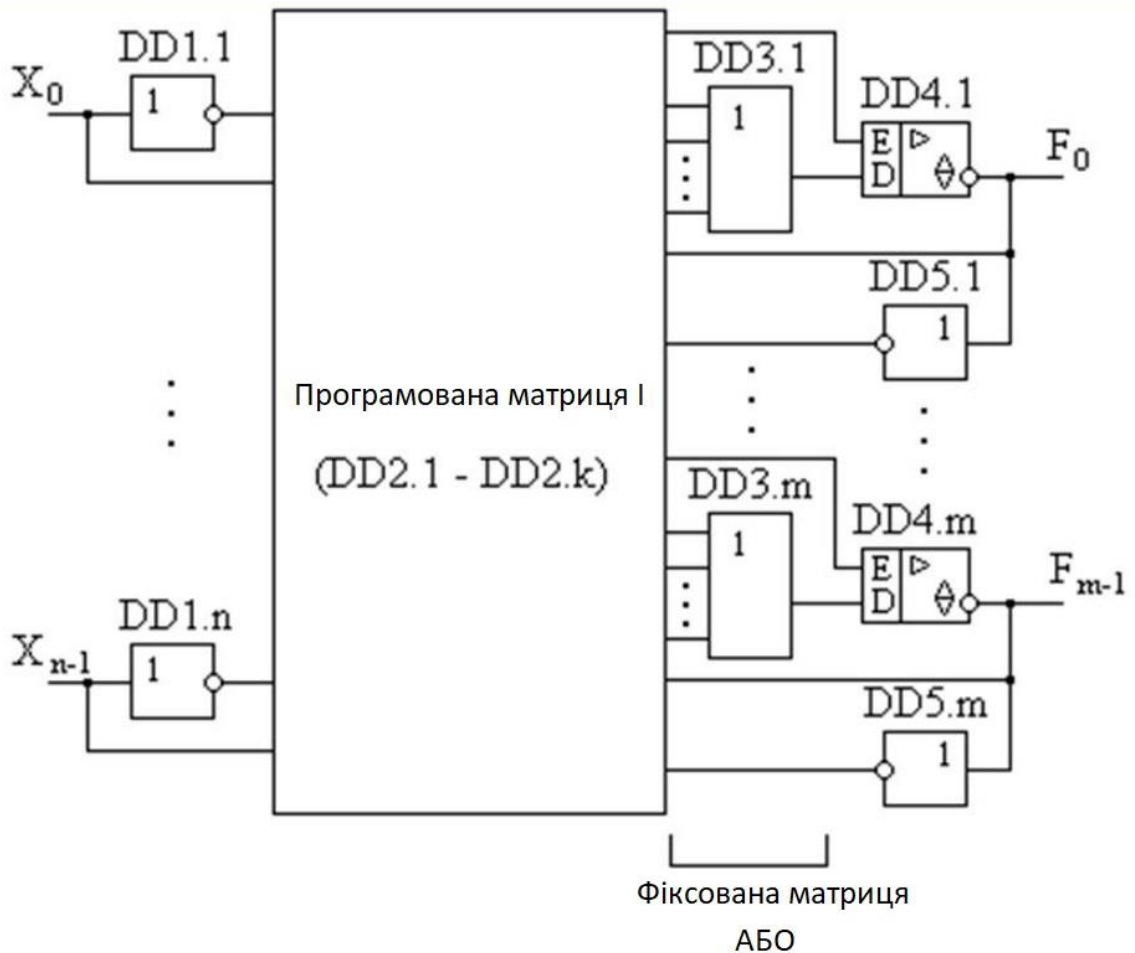 DD1.1
X0
1
DD3.1
1
DD4.1
E
D
F0
DD5.1
1
Програмована матриця І
(DD2.1 - DD2.k)
DD3.m
1
DD4.m
E
D
Fm-1
DD1.n
Xn-1
1
DD5.m
1
Фіксована матриця
АБО